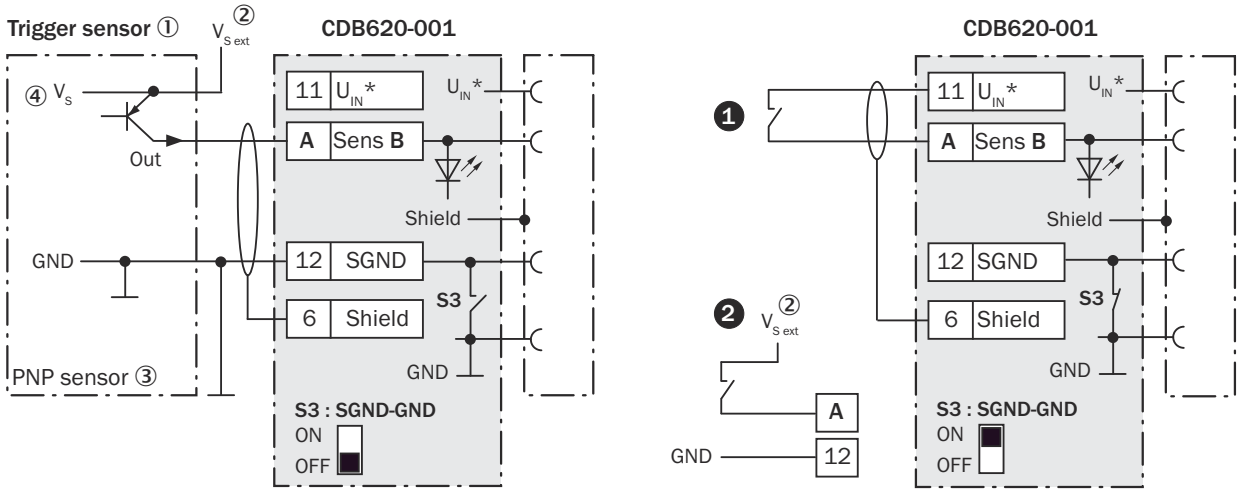 Trigger sensor ①
V S ext ②
CDB620-001
④ V S
11 U IN *
U IN *
A Sens B
Out
Shield
GND
12 SGND
S3
6 Shield
GND
PNP sensor ③
S3 : SGND-GND
ON
OFF
CDB620-001
❶
11 U IN *
U IN *
A Sens B
Shield
12 SGND
S3
❷
V S ext ②
6 Shield
GND
A
S3 : SGND-GND
ON
GND
12
OFF